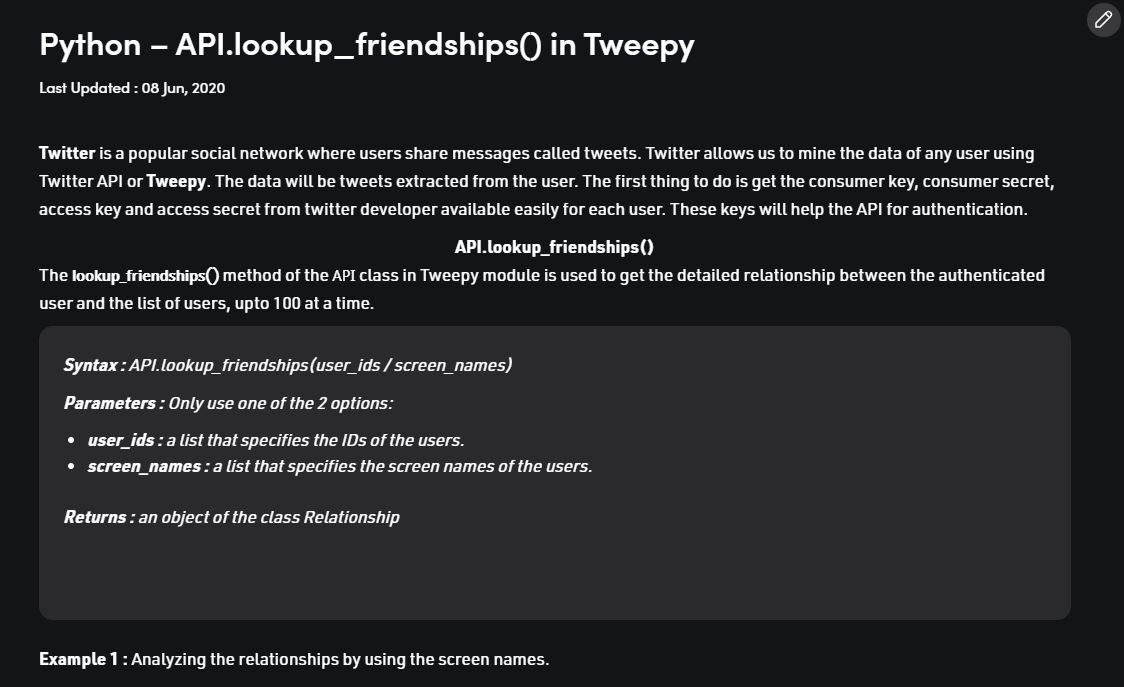 Python – API.lookup_friendships() in Tweepy
Last Updated : 08 Jun, 2020
Twitter is a popular social network where users share messages called tweets. Twitter allows us to mine the data of any user using
Twitter API or Tweepy. The data will be tweets extracted from the user. The first thing to do is get the consumer key, consumer secret,
access key and access secret from twitter developer available easily for each user. These keys will help the API for authentication.
API.lookup_friendships()
The lookup_friendships() method of the API class in Tweepy module is used to get the detailed relationship between the authenticated
user and the list of users, upto 100 at a time.
Syntax : API.lookup_friendships(user_ids / screen_names)
Parameters : Only use one of the 2 options:
• user_ids : a list that specifies the IDs of the users.
• screen_names : a list that specifies the screen names of the users.
Returns : an object of the class Relationship
Example 1 : Analyzing the relationships by using the screen names.